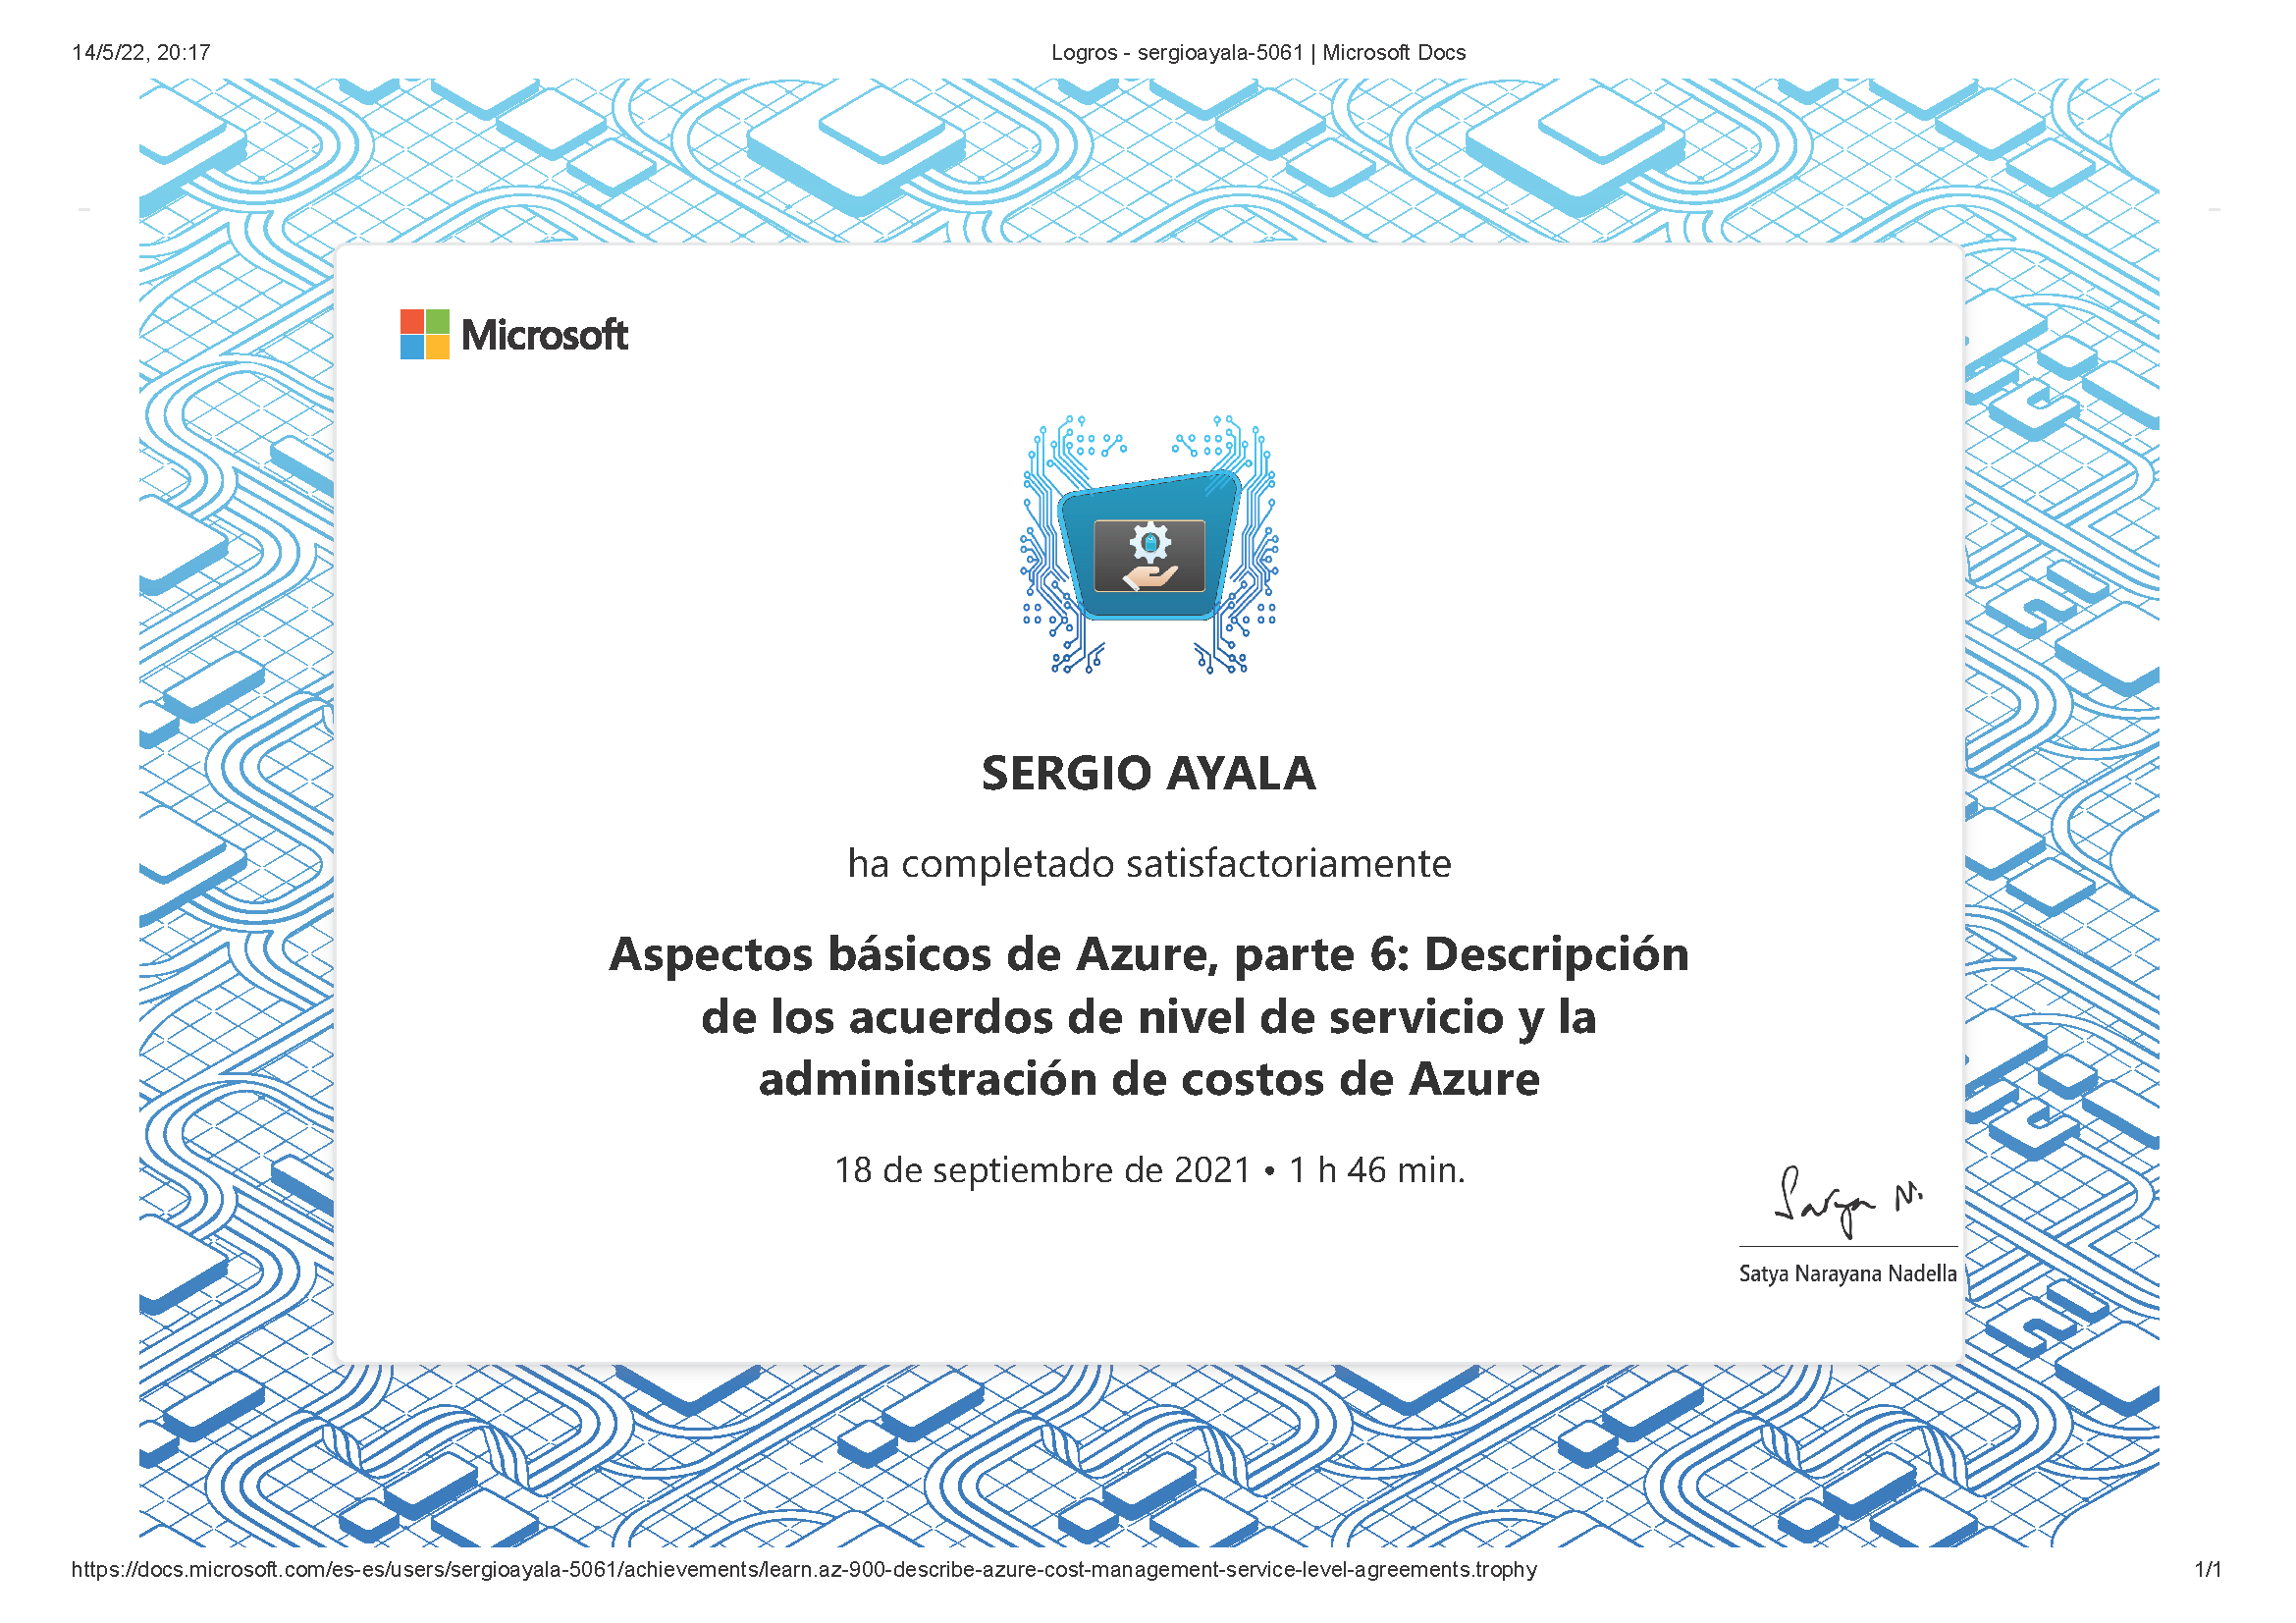 14/5/22, 20:17
Logros - sergioayala-5061 | Microsoft Docs
Microsoft
SERGIO AYALA
ha completado satisfactoriamente
Aspectos básicos de Azure, parte 6: Descripción
de los acuerdos de nivel de servicio y la
administración de costos de Azure
18 de septiembre de 2021 • 1 h 46 min.
Satya N.
Satya Narayana Nadella
https://docs.microsoft.com/es-es/users/sergioayala-5061/achievements/learn.az-900-describe-azure-cost-management-service-level-agreements.trophy
1/1